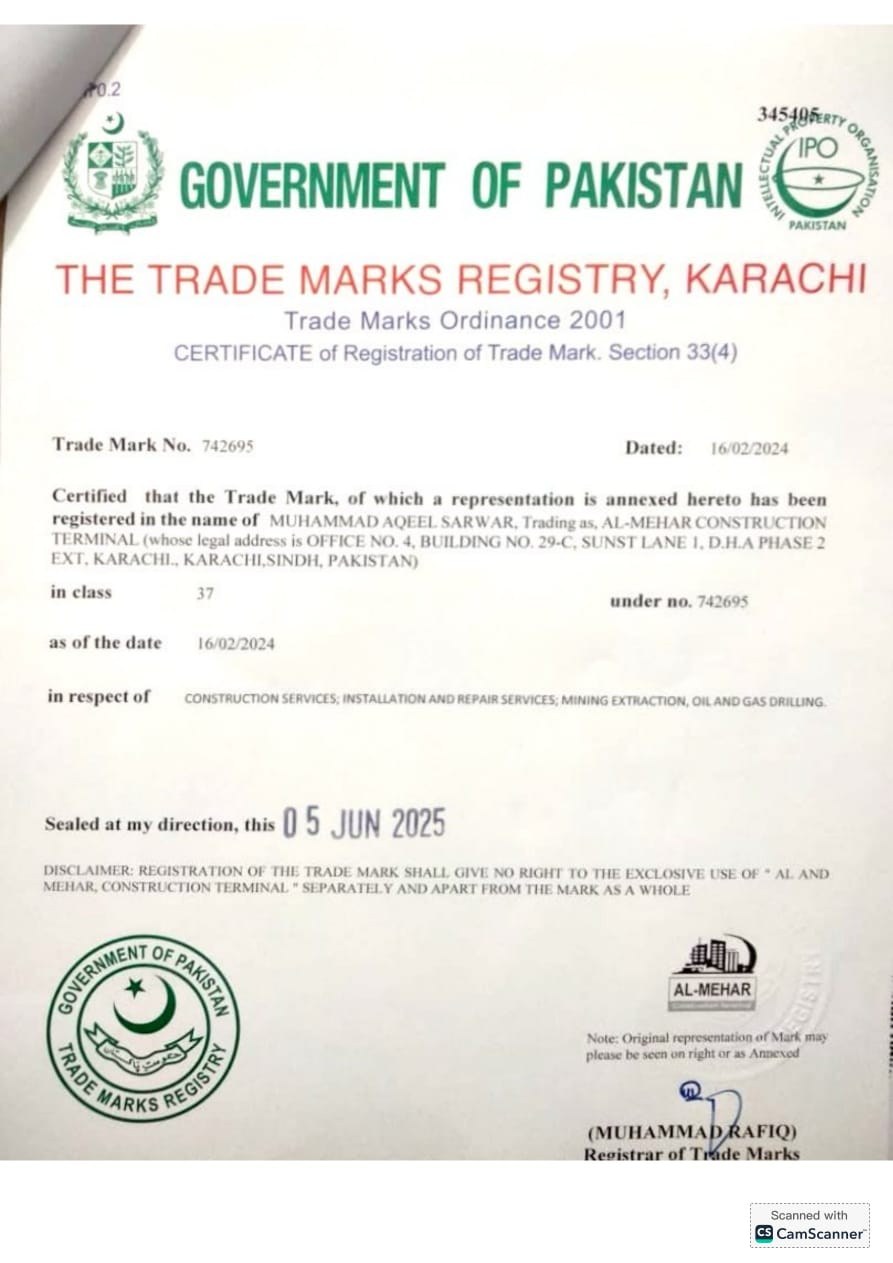 345405
IPO
INTELLECTUAL PROPERTY ORGANISATION
PAKISTAN
GOVERNMENT OF PAKISTAN
THE TRADE MARKS REGISTRY, KARACHI
Trade Marks Ordinance 2001
CERTIFICATE of Registration of Trade Mark. Section 33(4)
Trade Mark No. 742695 Dated: 16/02/2024
Certified that the Trade Mark, of which a representation is annexed hereto has been
registered in the name of MUHAMMAD AQEEL SARWAR, Trading as, AL-MEHAR CONSTRUCTION
TERMINAL (whose legal address is OFFICE NO. 4, BUILDING NO. 29-C, SUNST LANE 1, D.H.A PHASE 2
EXT, KARACHI., KARACHI,SINDH, PAKISTAN)
in class 37 under no. 742695
as of the date 16/02/2024
in respect of CONSTRUCTION SERVICES; INSTALLATION AND REPAIR SERVICES; MINING EXTRACTION, OIL AND GAS DRILLING.
Sealed at my direction, this 05 JUN 2025
DISCLAIMER: REGISTRATION OF THE TRADE MARK SHALL GIVE NO RIGHT TO THE EXCLUSIVE USE OF " AL AND
MEHAR, CONSTRUCTION TERMINAL " SEPARATELY AND APART FROM THE MARK AS A WHOLE
GOVERNMENT OF PAKISTAN
حکومتِ پاکستان
TRADE MARKS REGISTRY
AL-MEHAR
Note: Original representation of Mark may
please be seen on right or as Annexed
(MUHAMMAD RAFIQ)
Registrar of Trade Marks
Scanned with
CS CamScanner